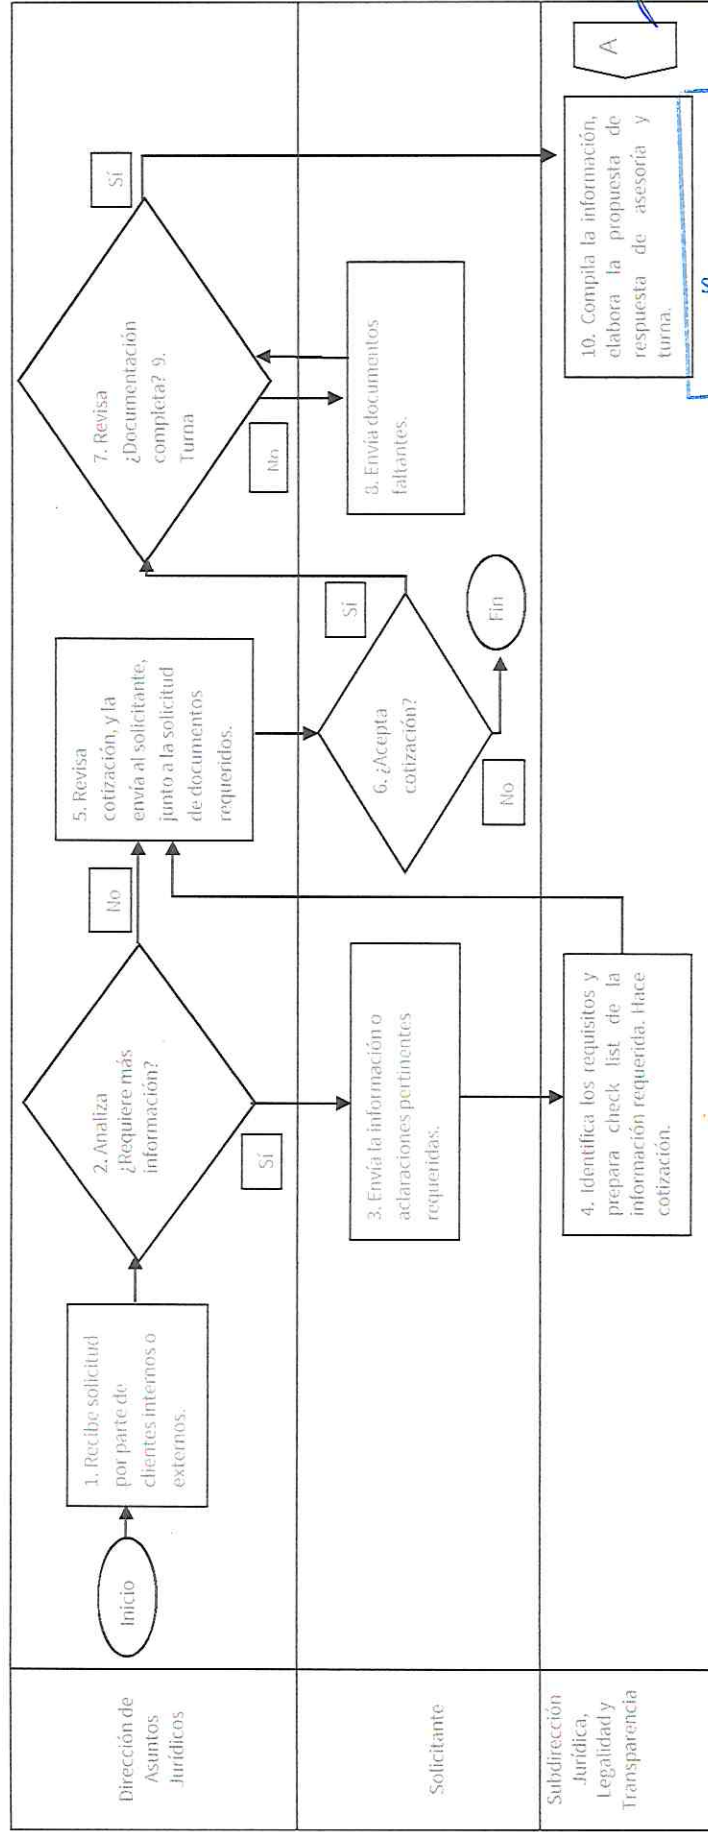 Dirección de
Asuntos
Jurídicos
Inicio
1. Recibe solicitud
por parte de
clientes internos o
externos.
2. Analiza
¿Requiere más
información?
No
Sí
5. Revisa
cotización, y la
envía al solicitante,
junto a la solicitud
de documentos
requeridos.
7. Revisa
¿Documentación
completa? 9.
Turna
Sí
No
Solicitante
3. Envía la información o
aclaraciones pertinentes
requeridas.
6. ¿Acepta
cotización?
Sí
No
Fin
8. Envía documentos
faltantes.
Subdirección
Jurídica,
Legalidad y
Transparencia
4. Identifica los requisitos y
prepara check list de la
información requerida. Hace
cotización.
10. Compila la información,
elabora la propuesta de
respuesta de asesoría y
turna.
A